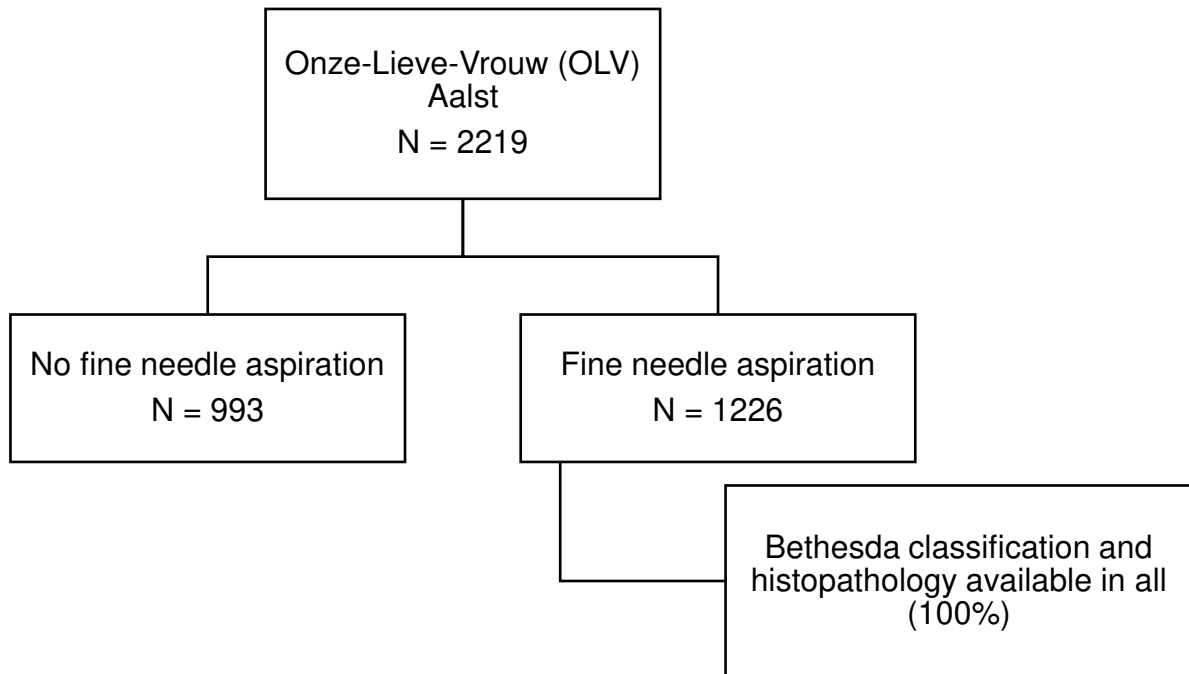 Onze-Lieve-Vrouw (OLV)
Aalst
N = 2219
No fine needle aspiration
N = 993
Fine needle aspiration
N = 1226
Bethesda classification and
histopathology available in all
(100%)